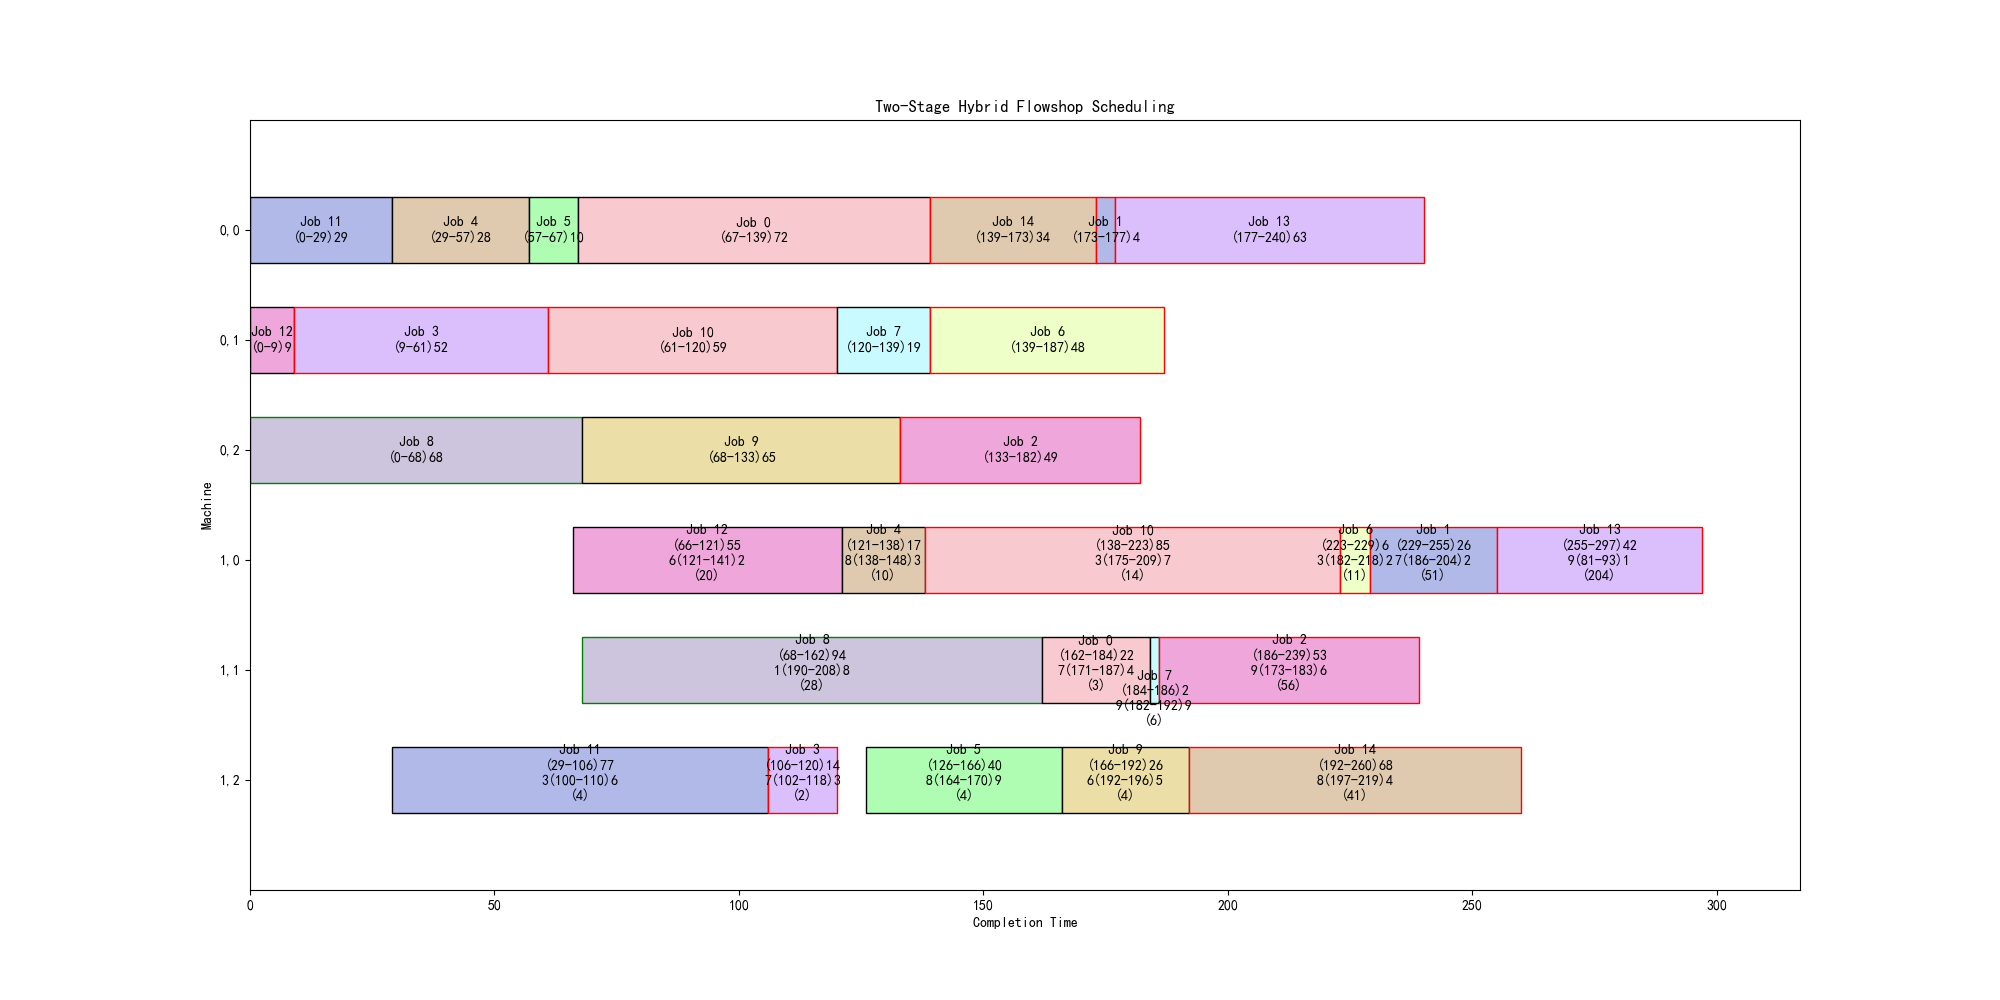 Two-Stage Hybrid Flowshop Scheduling
Machine
0,0
Job 11
(0-29)29
Job 4
(29-57)28
Job 5
(57-67)10
Job 0
(67-139)72
Job 14
(139-173)34
Job 1
(173-177)4
Job 13
(177-240)63
0,1
Job 12
(0-9)9
Job 3
(9-61)52
Job 10
(61-120)59
Job 7
(120-139)19
Job 6
(139-187)48
0,2
Job 8
(0-68)68
Job 9
(68-133)65
Job 2
(133-182)49
1,0
Job 12
(66-121)55
6(121-141)2
(20)
Job 4
(121-138)17
8(138-148)3
(10)
Job 10
(138-223)85
3(175-209)7
(14)
Job 6
(223-229)6
3(182-218)2
(11)
Job 1
(229-255)26
7(186-204)2
(51)
Job 13
(255-297)42
9(81-93)1
(204)
1,1
Job 8
(68-162)94
1(190-208)8
(28)
Job 0
(162-184)22
7(171-187)4
(3)
Job 7
(184-186)2
9(182-192)9
(6)
Job 2
(186-239)53
9(173-183)6
(56)
1,2
Job 11
(29-106)77
3(100-110)6
(4)
Job 3
(106-120)14
7(102-118)3
(2)
Job 5
(126-166)40
8(164-170)9
(4)
Job 9
(166-192)26
6(192-196)5
(4)
Job 14
(192-260)68
8(197-219)4
(41)
0
50
100
150
200
250
300
Completion Time